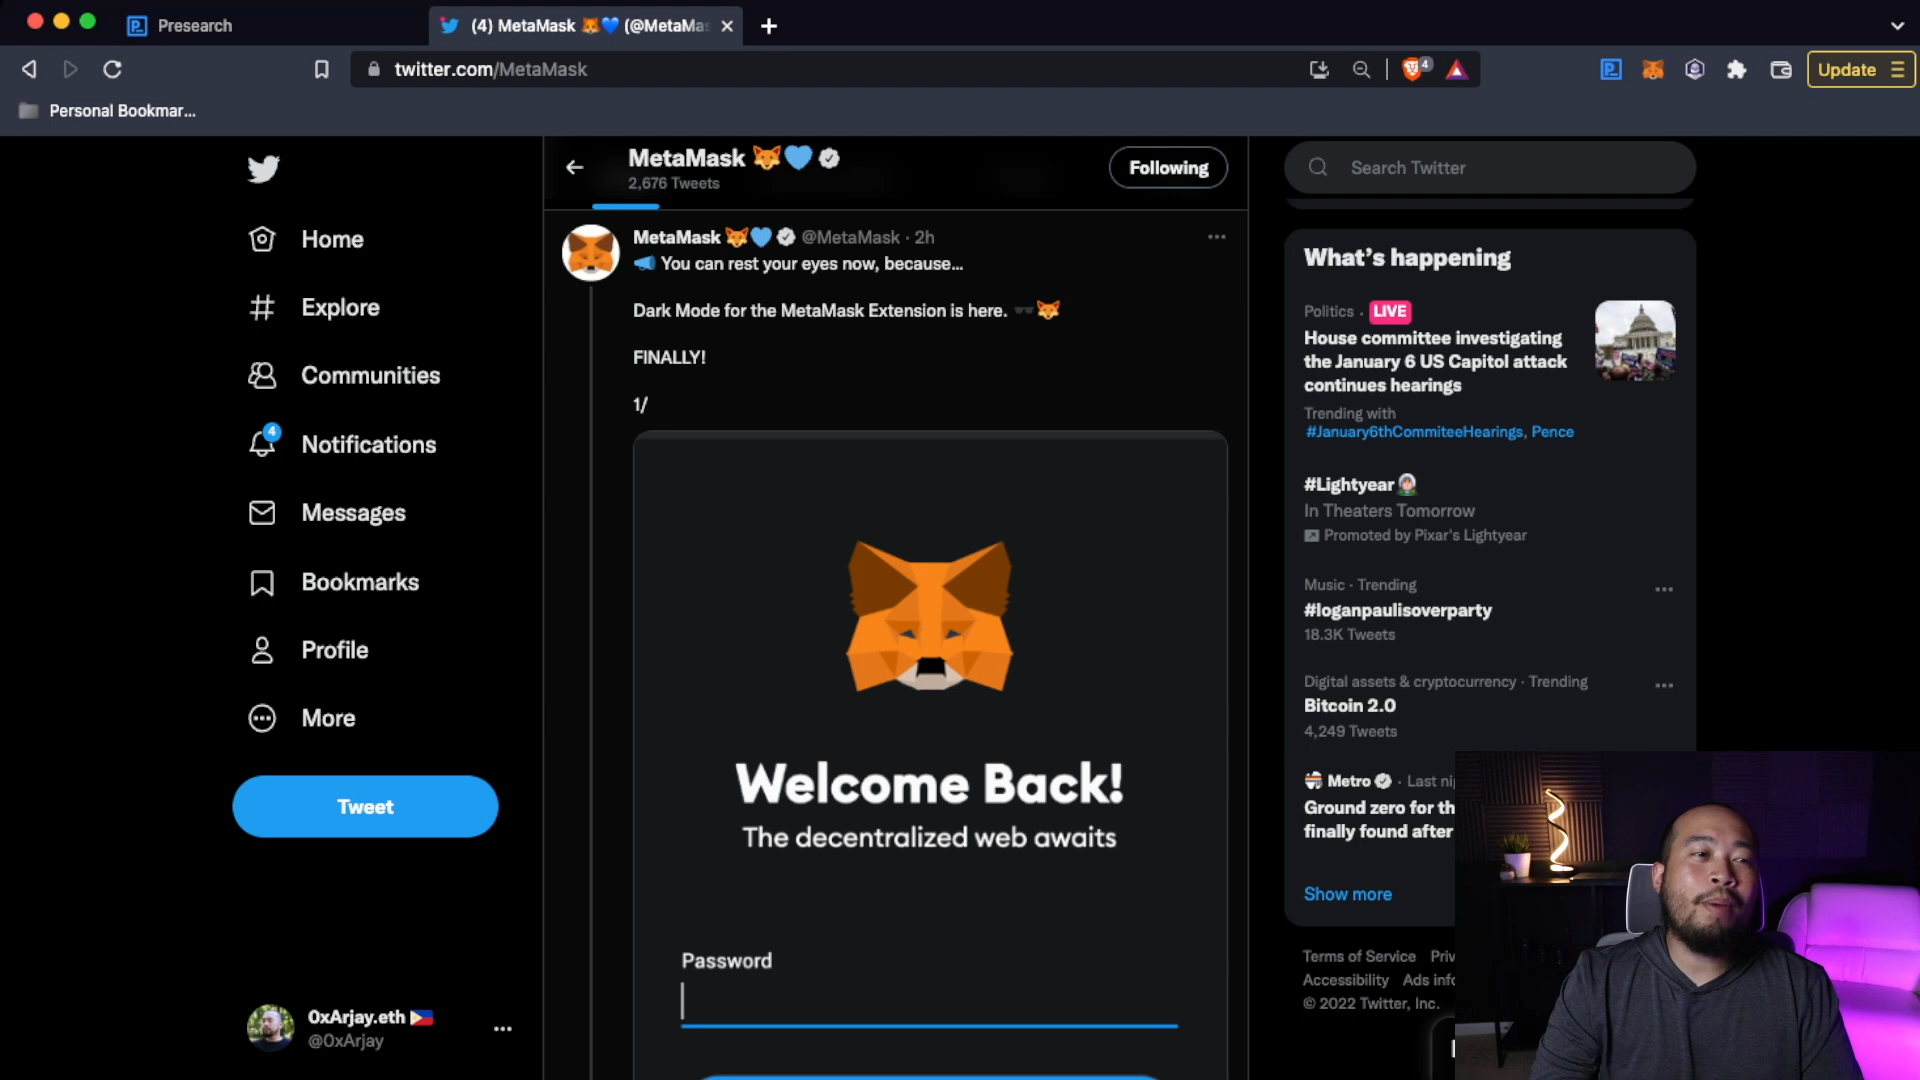 Presearch
(4) MetaMask 🦊💙 (@MetaMas
twitter.com/MetaMask
4
Update
Personal Bookmar...
MetaMask 🦊💙
2,676 Tweets
Following
Search Twitter
Home
Explore
Communities
4
Notifications
Messages
Bookmarks
Profile
More
Tweet
0xArjay.eth 🇵🇭
@0xArjay
MetaMask 🦊💙 @MetaMask · 2h
📣 You can rest your eyes now, because...
Dark Mode for the MetaMask Extension is here. 🕶🦊
FINALLY!
1/
Welcome Back!
The decentralized web awaits
Password
What's happening
Politics · LIVE
House committee investigating
the January 6 US Capitol attack
continues hearings
Trending with
#January6thCommiteeHearings, Pence
#Lightyear
In Theaters Tomorrow
Promoted by Pixar's Lightyear
Music · Trending
#loganpaulisoverparty
18.3K Tweets
Digital assets & cryptocurrency · Trending
Bitcoin 2.0
4,249 Tweets
Metro · Last ni
Ground zero for th
finally found after
Show more
Terms of Service Priv
Accessibility Ads info
© 2022 Twitter, Inc.